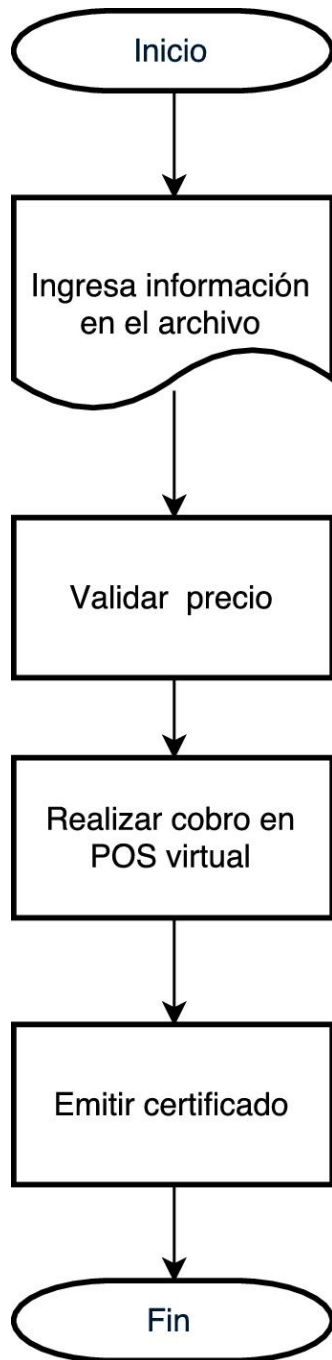 Inicio
Ingresa información
en el archivo
Validar precio
Realizar cobro en
POS virtual
Emitir certificado
Fin